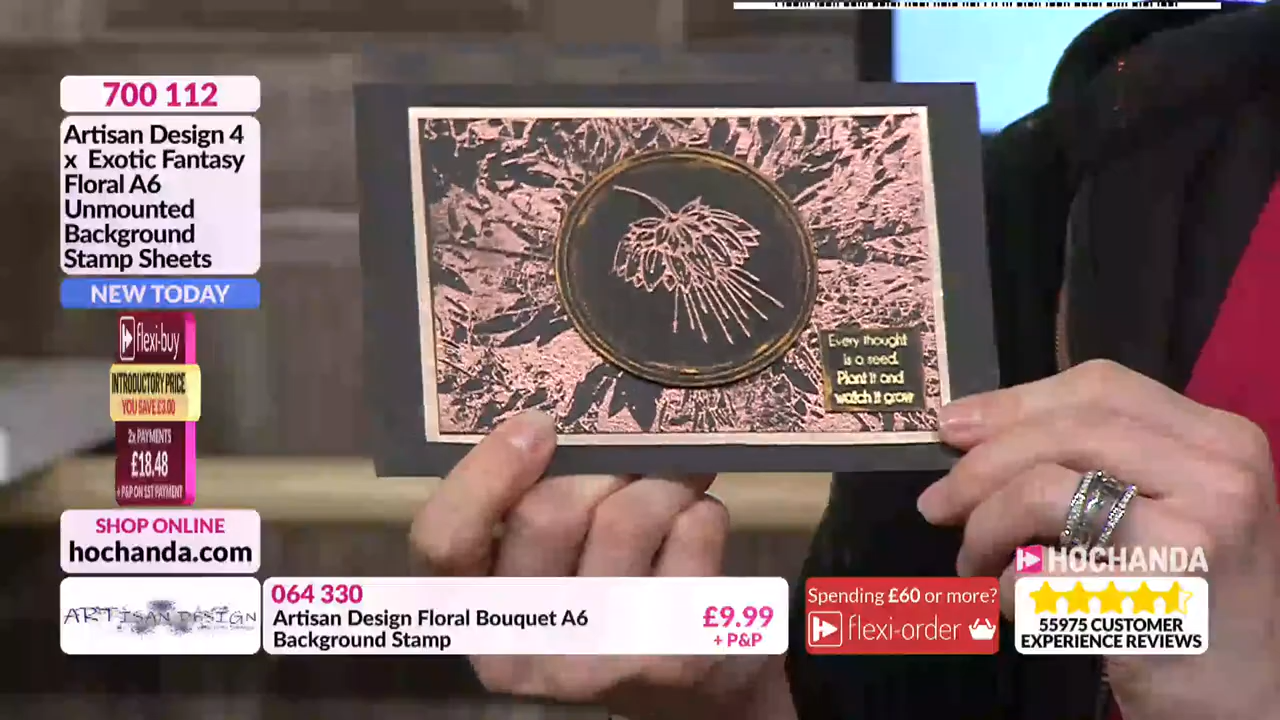 700 112
Artisan Design 4
x Exotic Fantasy
Floral A6
Unmounted
Background
Stamp Sheets
NEW TODAY
flexi-buy
INTRODUCTORY PRICE
YOU SAVE £3.00
2x PAYMENTS
£18.48
+ P&P ON 1ST PAYMENT
SHOP ONLINE
hochanda.com
Every thought
is a seed.
Plant it and
watch it grow
ARTISAN DESIGN
064 330
Artisan Design Floral Bouquet A6
Background Stamp
£9.99
+ P&P
Spending £60 or more?
flexi-order
HOCHANDA
55975 CUSTOMER
EXPERIENCE REVIEWS